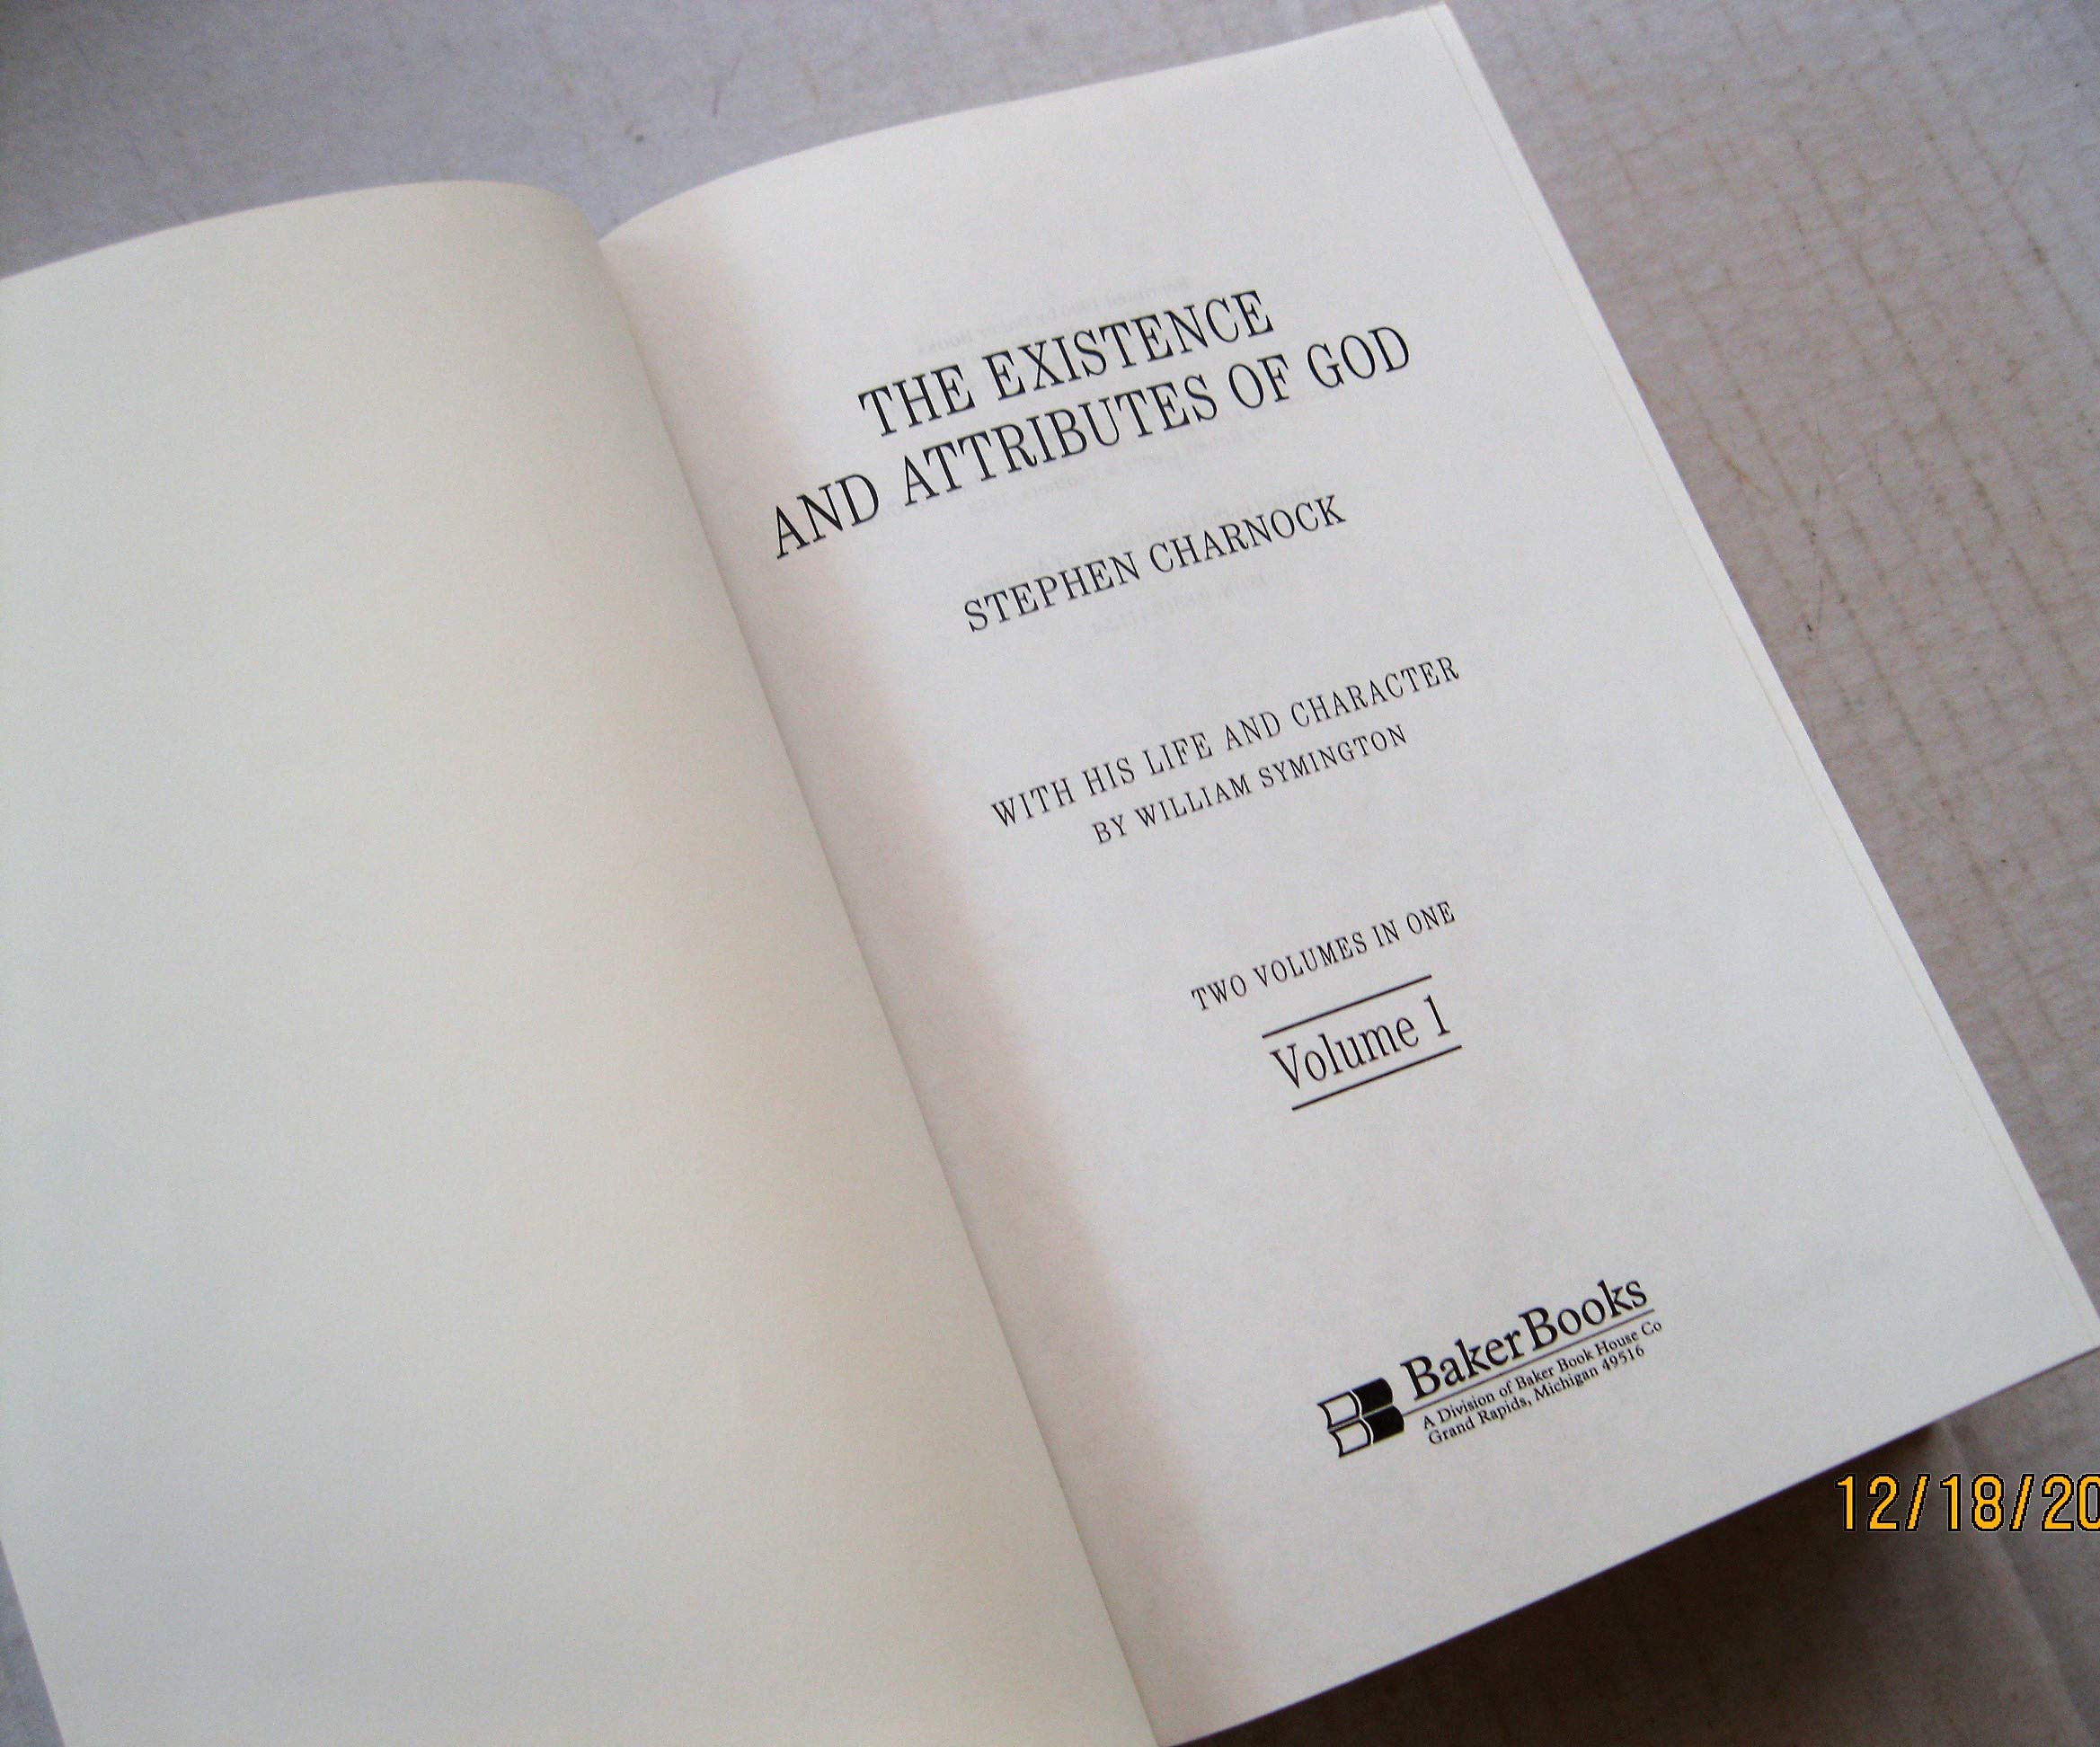 THE EXISTENCE
AND ATTRIBUTES OF GOD
STEPHEN CHARNOCK
WITH HIS LIFE AND CHARACTER
BY WILLIAM SYMINGTON
TWO VOLUMES IN ONE
Volume 1
BakerBooks
A Division of Baker Book House Co
Grand Rapids, Michigan 49516
12/18/20